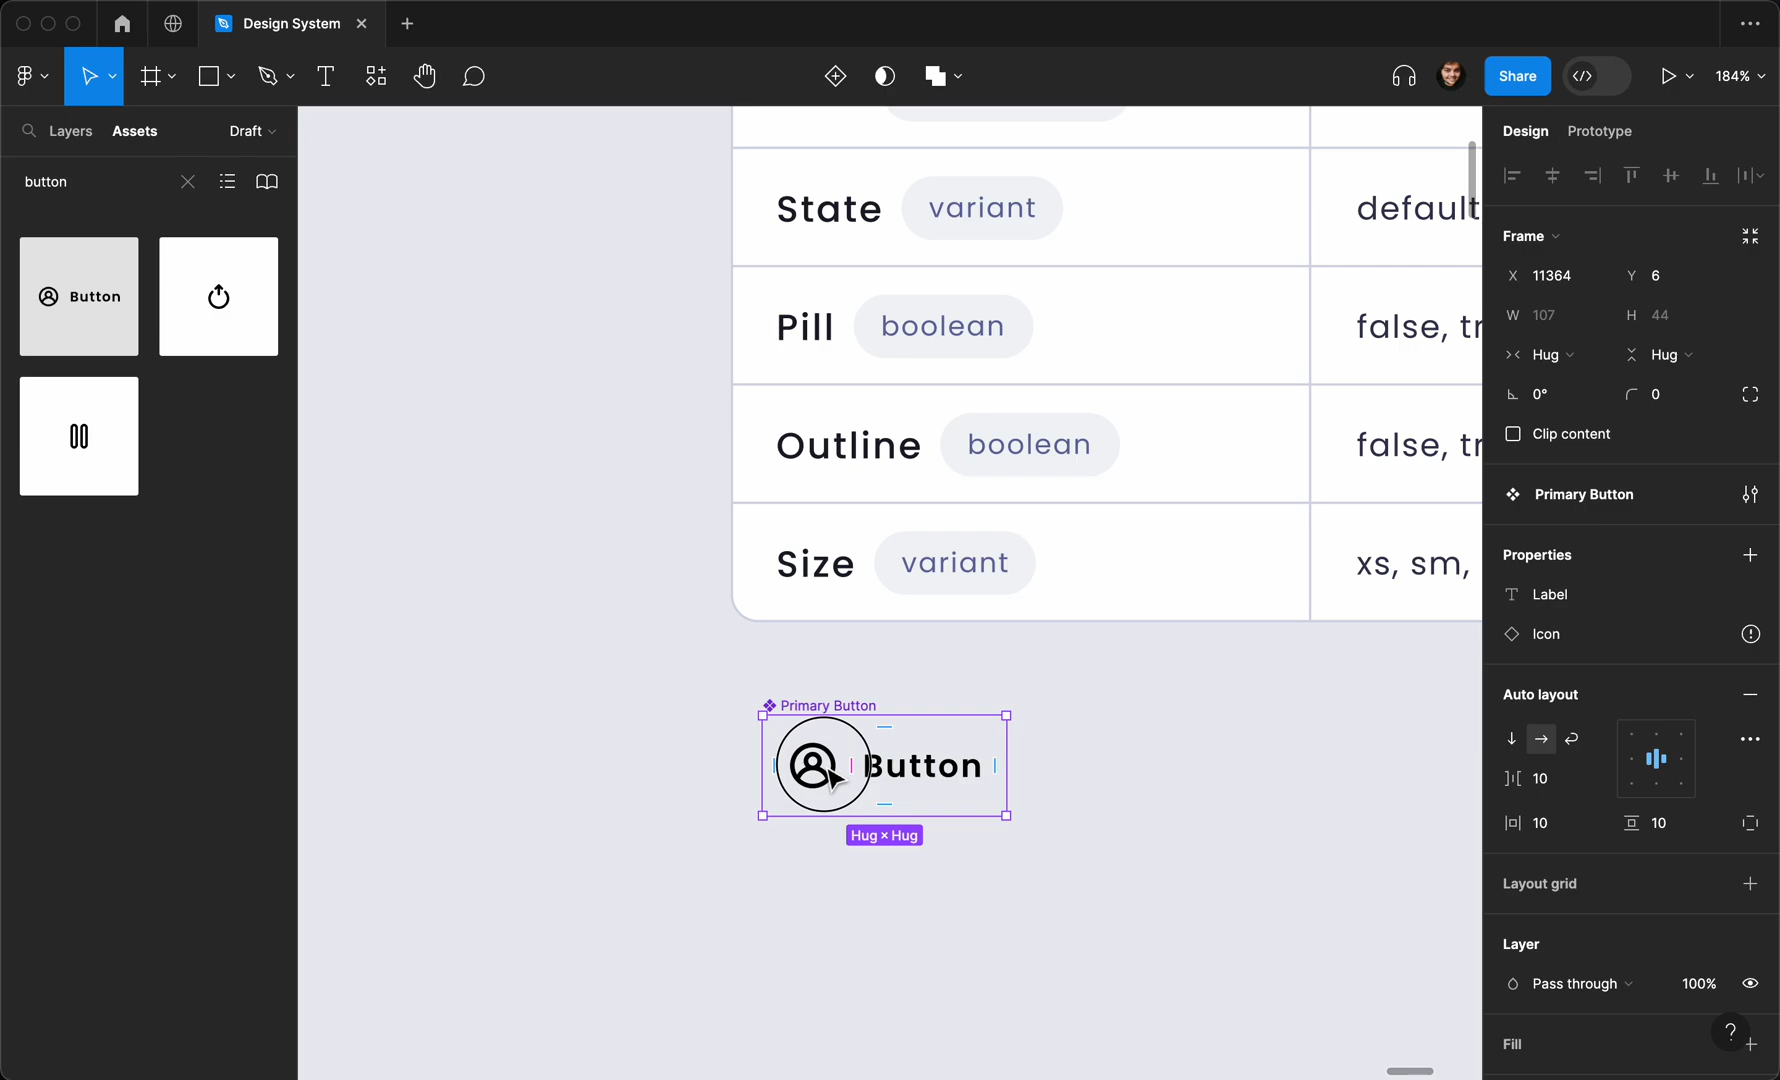 Design System
Share
184%
Layers
Assets
Draft
button
Button
State
variant
default
Pill
boolean
false, tr
Outline
boolean
false, tr
Size
variant
xs, sm,
Primary Button
Button
Hug × Hug
Design
Prototype
Frame
X 11364
Y 6
W 107
H 44
Hug
Hug
0°
0
Clip content
Primary Button
Properties
T Label
Icon
Auto layout
10
10
10
Layout grid
Layer
Pass through
100%
?
Fill